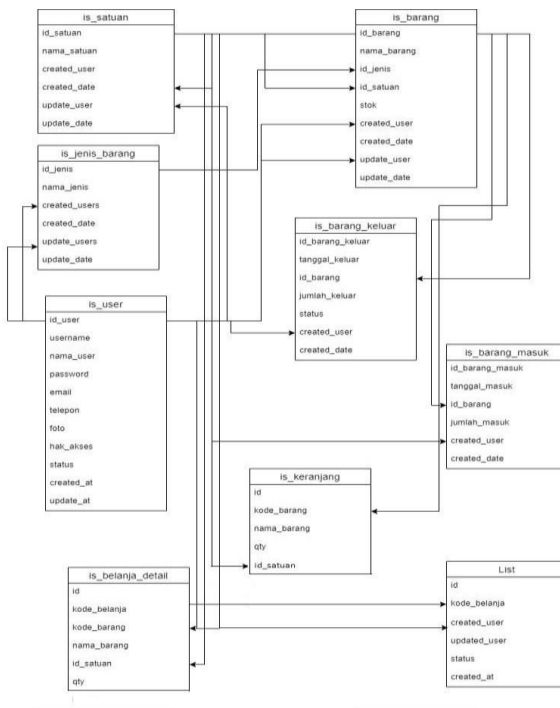 is_satuan
id_satuan
nama_satuan
created_user
created_date
update_user
update_date
is_barang
id_barang
nama_barang
id_jenis
id_satuan
stok
created_user
created_date
update_user
update_date
is_jenis_barang
id_jenis
nama_jenis
created_users
created_date
update_users
update_date
is_barang_keluar
id_barang_keluar
tanggal_keluar
id_barang
jumlah_keluar
status
created_user
created_date
is_user
id_user
username
nama_user
password
email
telepon
foto
hak_akses
status
created_at
update_at
is_barang_masuk
id_barang_masuk
tanggal_masuk
id_barang
jumlah_masuk
created_user
created_date
is_keranjang
id
kode_barang
nama_barang
qty
id_satuan
is_belanja_detail
id
kode_belanja
kode_barang
nama_barang
id_satuan
qty
List
id
kode_belanja
created_user
updated_user
status
created_at